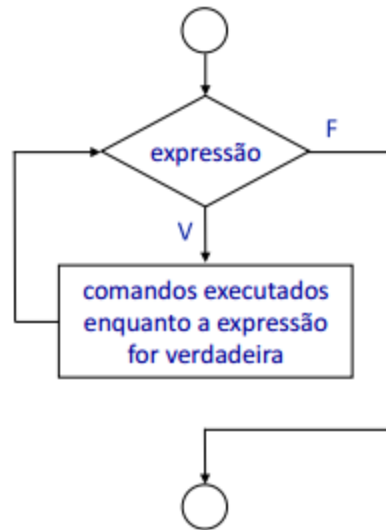 expressão
F
V
comandos executados
enquanto a expressão
for verdadeira